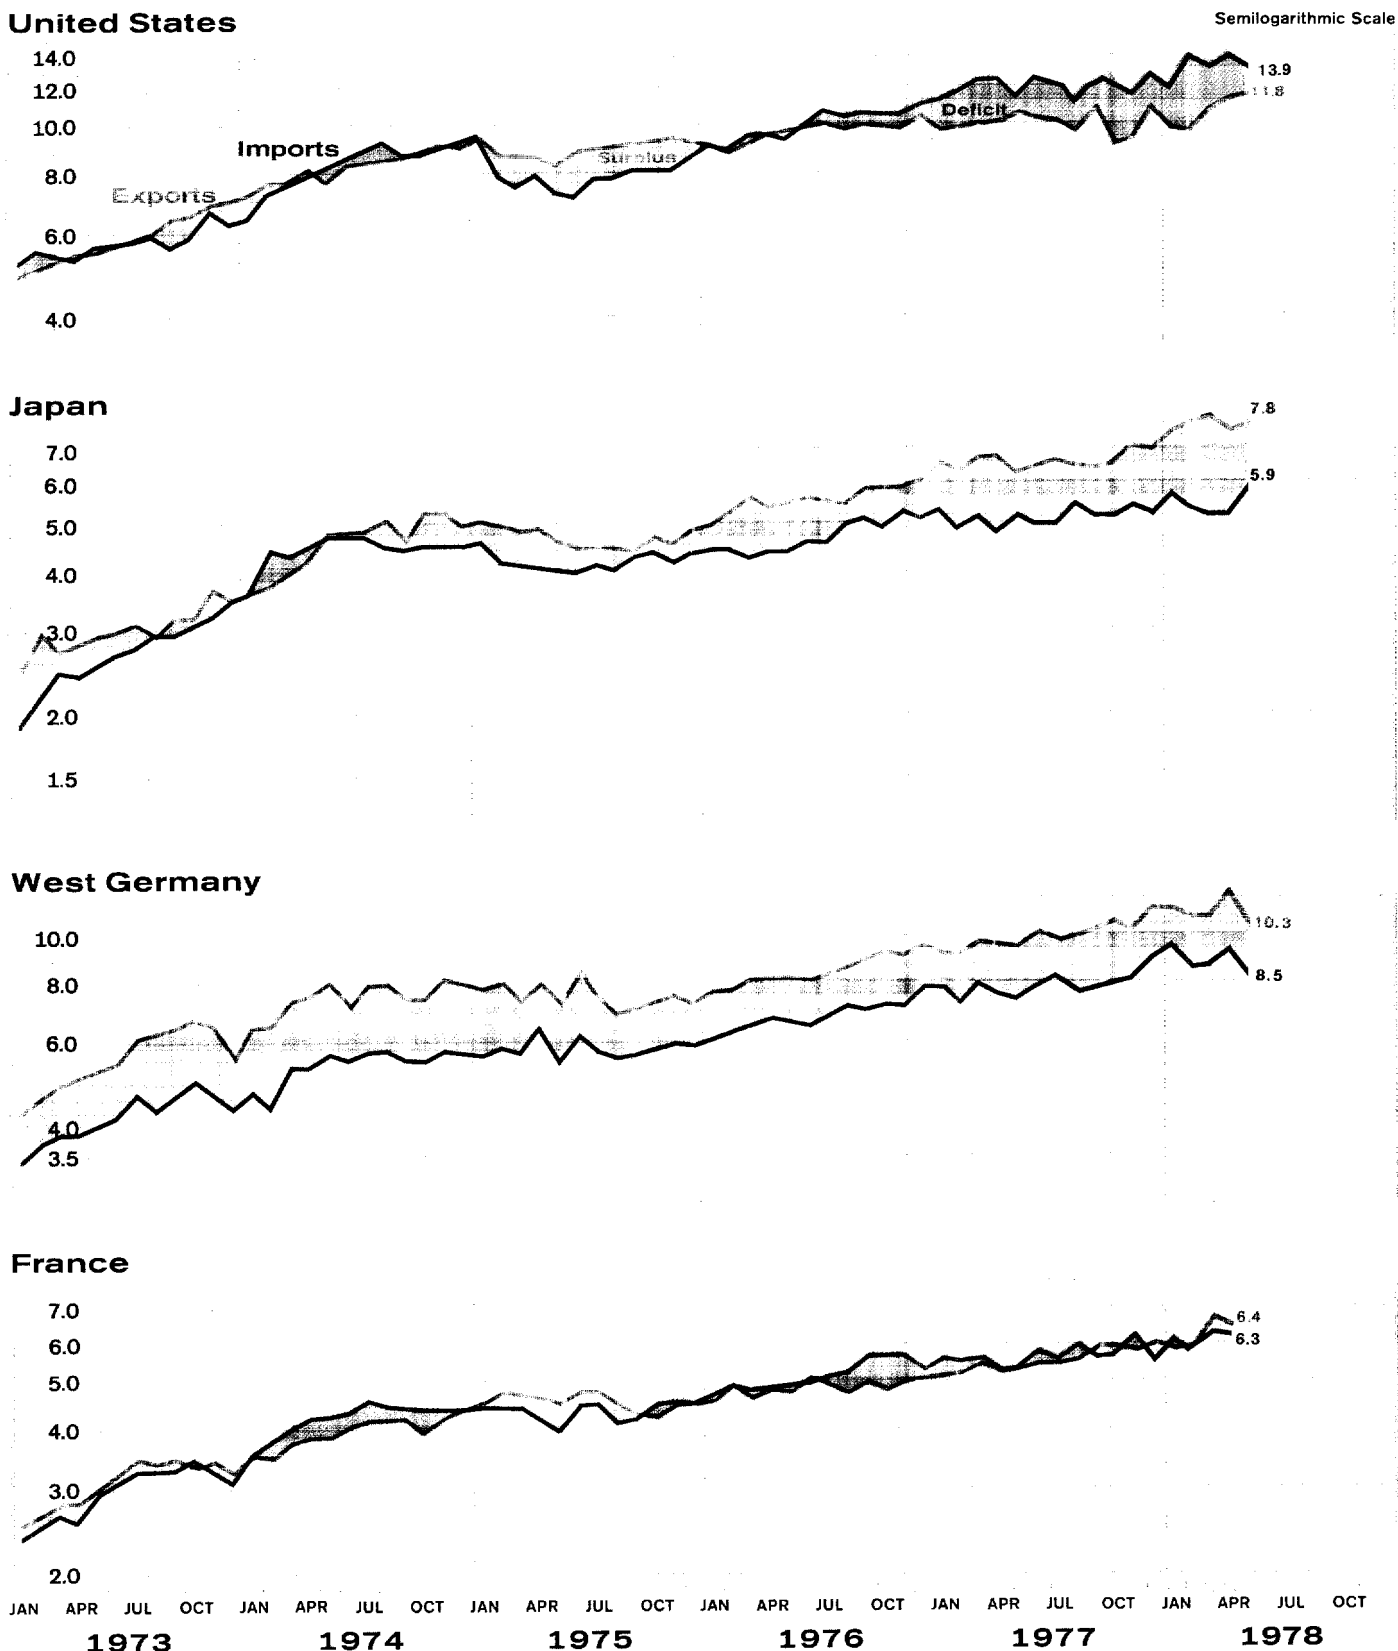 United States
Semilogarithmic Scale
14.0
12.0
10.0
8.0
6.0
4.0
Imports
Exports
Surplus
Deficit
13.9
11.8
Japan
7.0
6.0
5.0
4.0
3.0
2.0
1.5
7.8
5.9
West Germany
10.0
8.0
6.0
4.0
3.5
10.3
8.5
France
7.0
6.0
5.0
4.0
3.0
2.0
6.4
6.3
JAN APR JUL OCT JAN APR JUL OCT JAN APR JUL OCT JAN APR JUL OCT JAN APR JUL OCT JAN APR JUL OCT
1973 1974 1975 1976 1977 1978